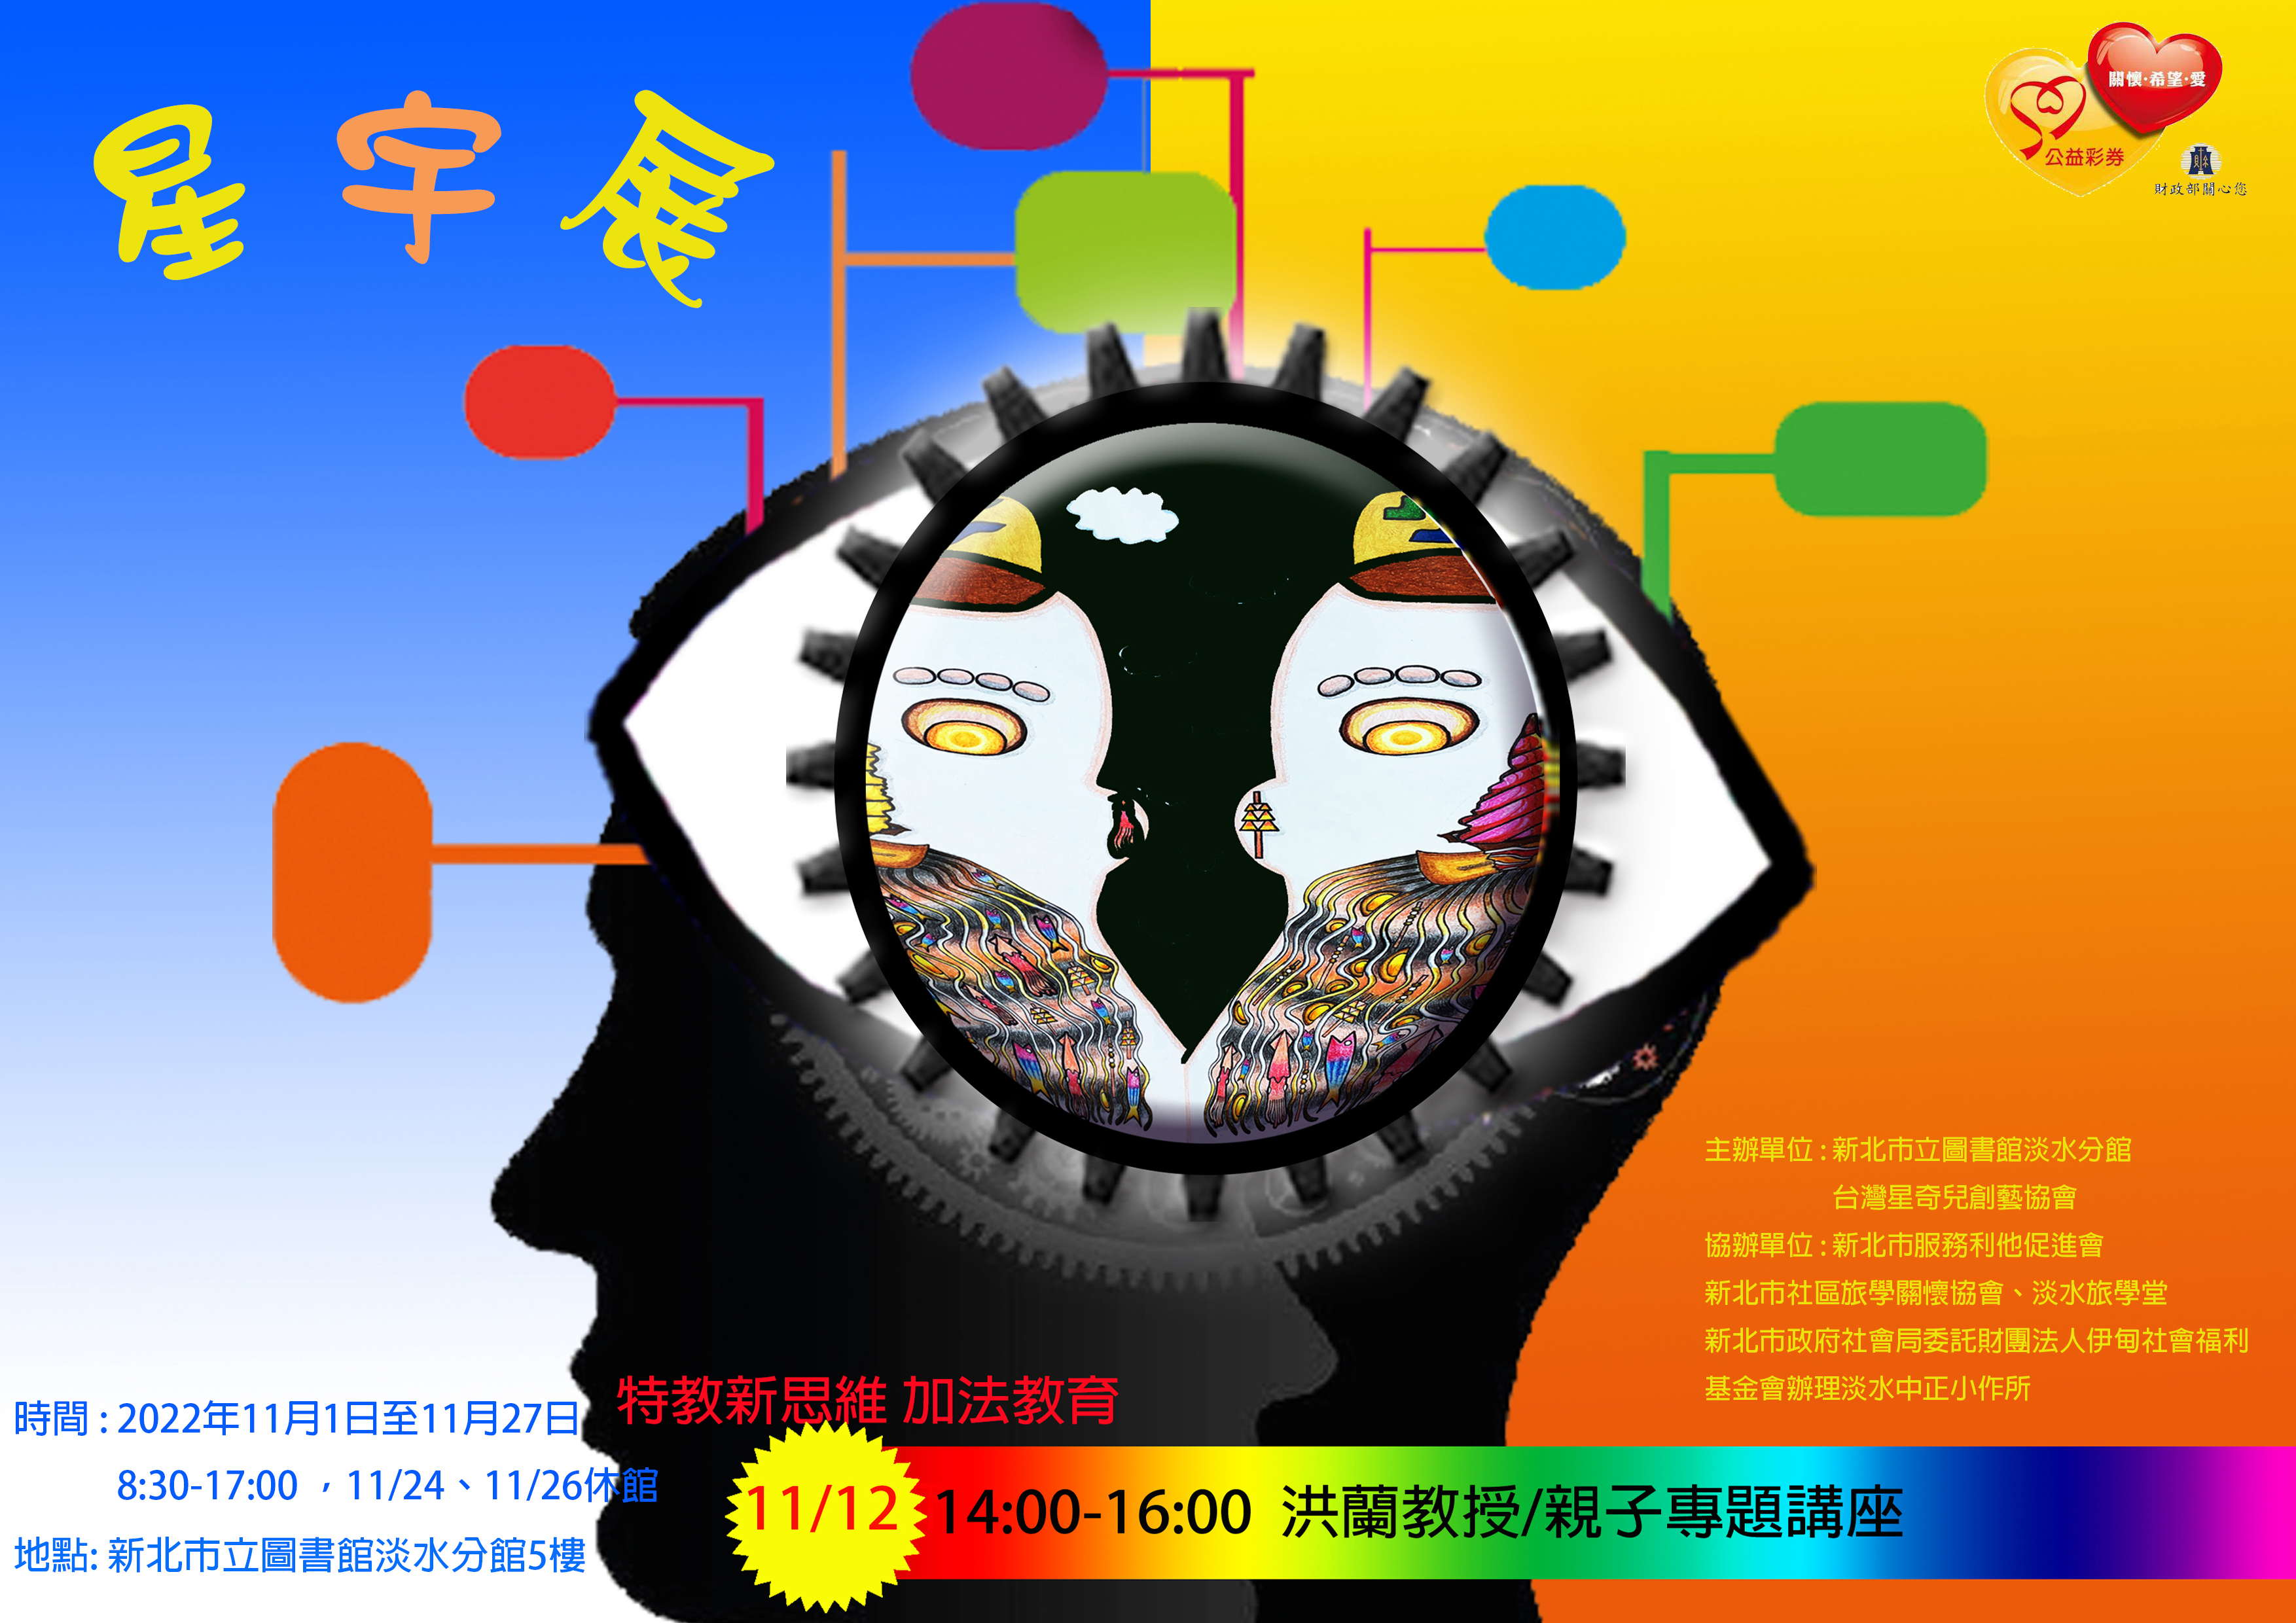 星宇展
關懷‧希望‧愛
公益彩券
財政部關心您
主辦單位 : 新北市立圖書館淡水分館
台灣星奇兒創藝協會
協辦單位 : 新北市服務利他促進會
新北市社區旅學關懷協會、淡水旅學堂
新北市政府社會局委託財團法人伊甸社會福利
基金會辦理淡水中正小作所
特教新思維 加法教育
時間 : 2022年11月1日至11月27日
8:30-17:00 ，11/24、11/26休館
地點: 新北市立圖書館淡水分館5樓
11/12 14:00-16:00 洪蘭教授/親子專題講座